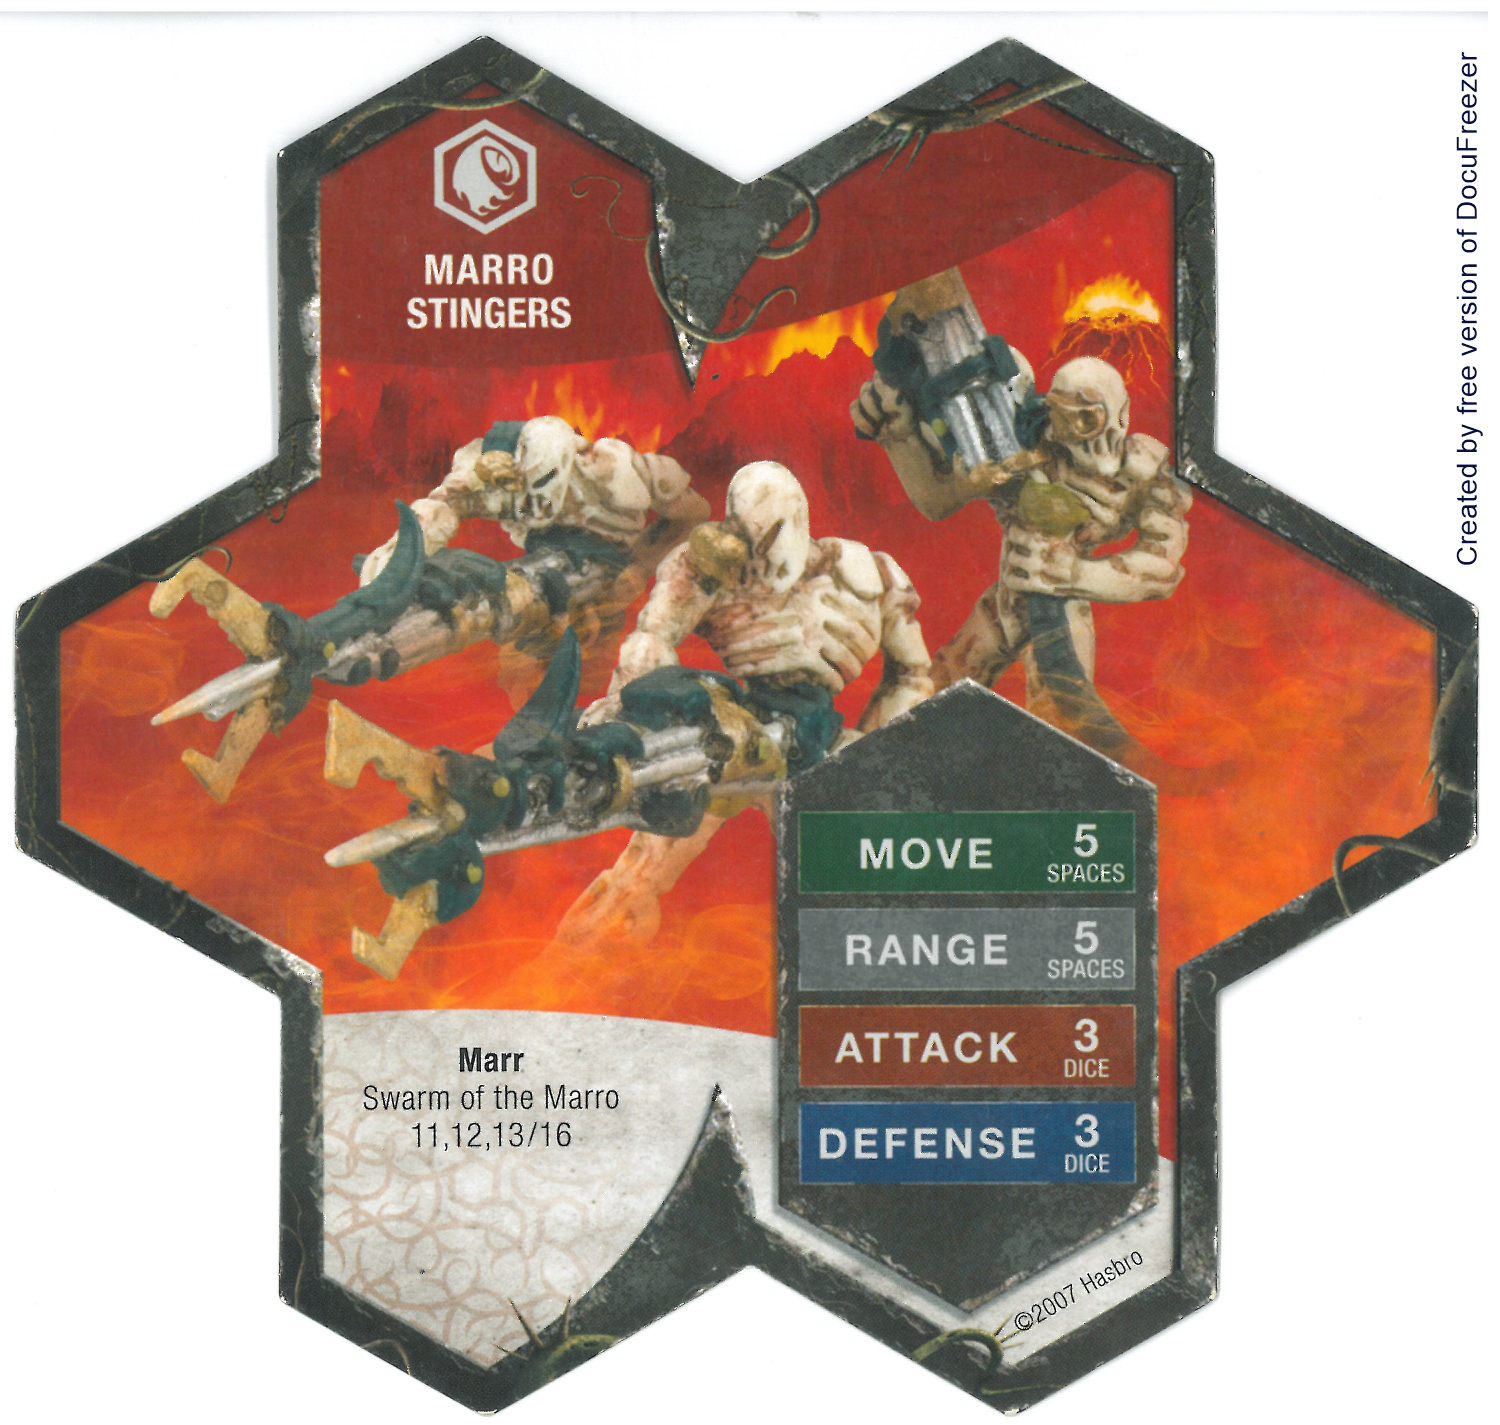 MARRO
STINGERS
MOVE 5 SPACES
RANGE 5 SPACES
ATTACK 3 DICE
DEFENSE 3 DICE
Marr
Swarm of the Marro
11,12,13/16
©2007 Hasbro
Created by free version of DocuFreezer